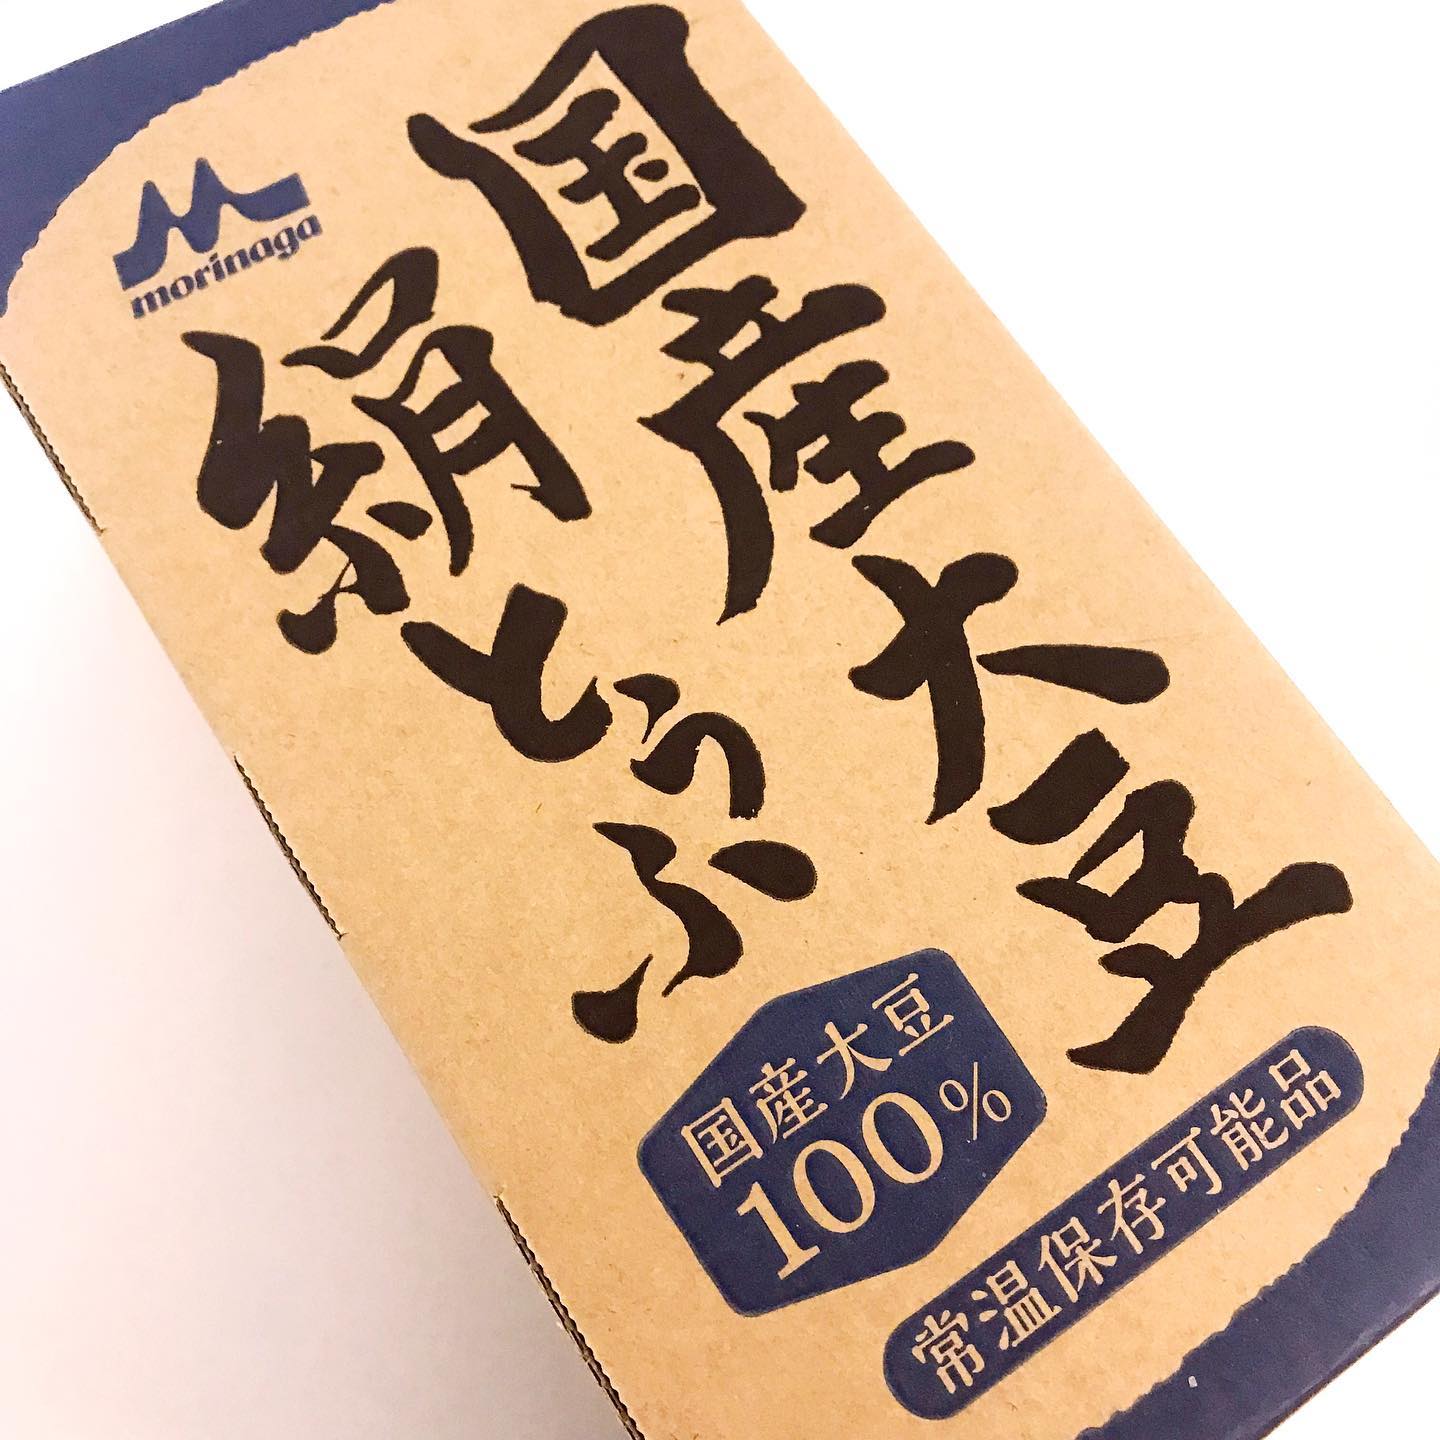 morinaga
国産大豆
絹とうふ
国産大豆
100%
常温保存可能品